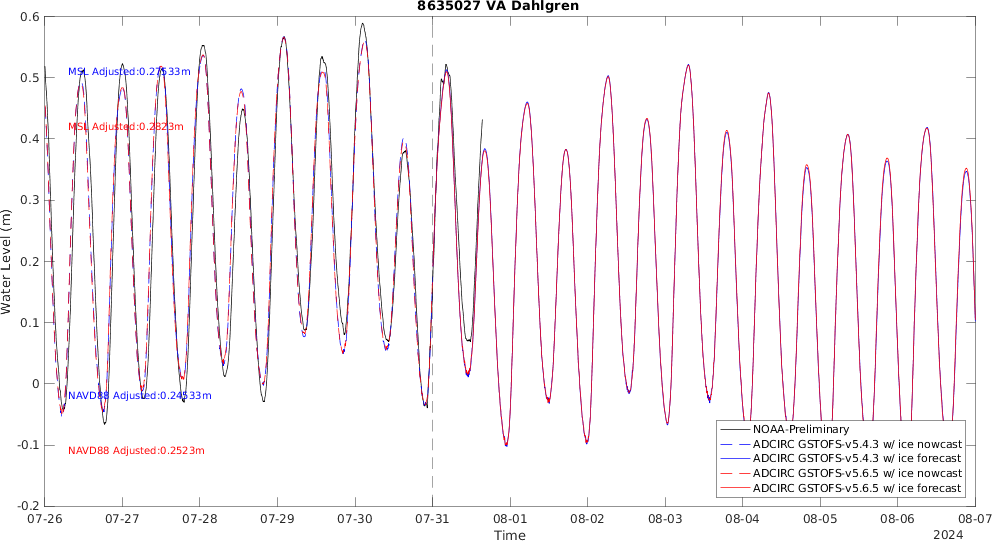 8635027 VA Dahlgren
0.6
0.5
0.4
0.3
0.2
0.1
0
-0.1
-0.2
Water Level (m)
MSL Adjusted:0.27533m
MSL Adjusted:0.2823m
NAVD88 Adjusted:0.24533m
NAVD88 Adjusted:0.2523m
NOAA-Preliminary
ADCIRC GSTOFS-v5.4.3 w/ ice nowcast
ADCIRC GSTOFS-v5.4.3 w/ ice forecast
ADCIRC GSTOFS-v5.6.5 w/ ice nowcast
ADCIRC GSTOFS-v5.6.5 w/ ice forecast
07-26 07-27 07-28 07-29 07-30 07-31 08-01 08-02 08-03 08-04 08-05 08-06 08-07
Time
2024